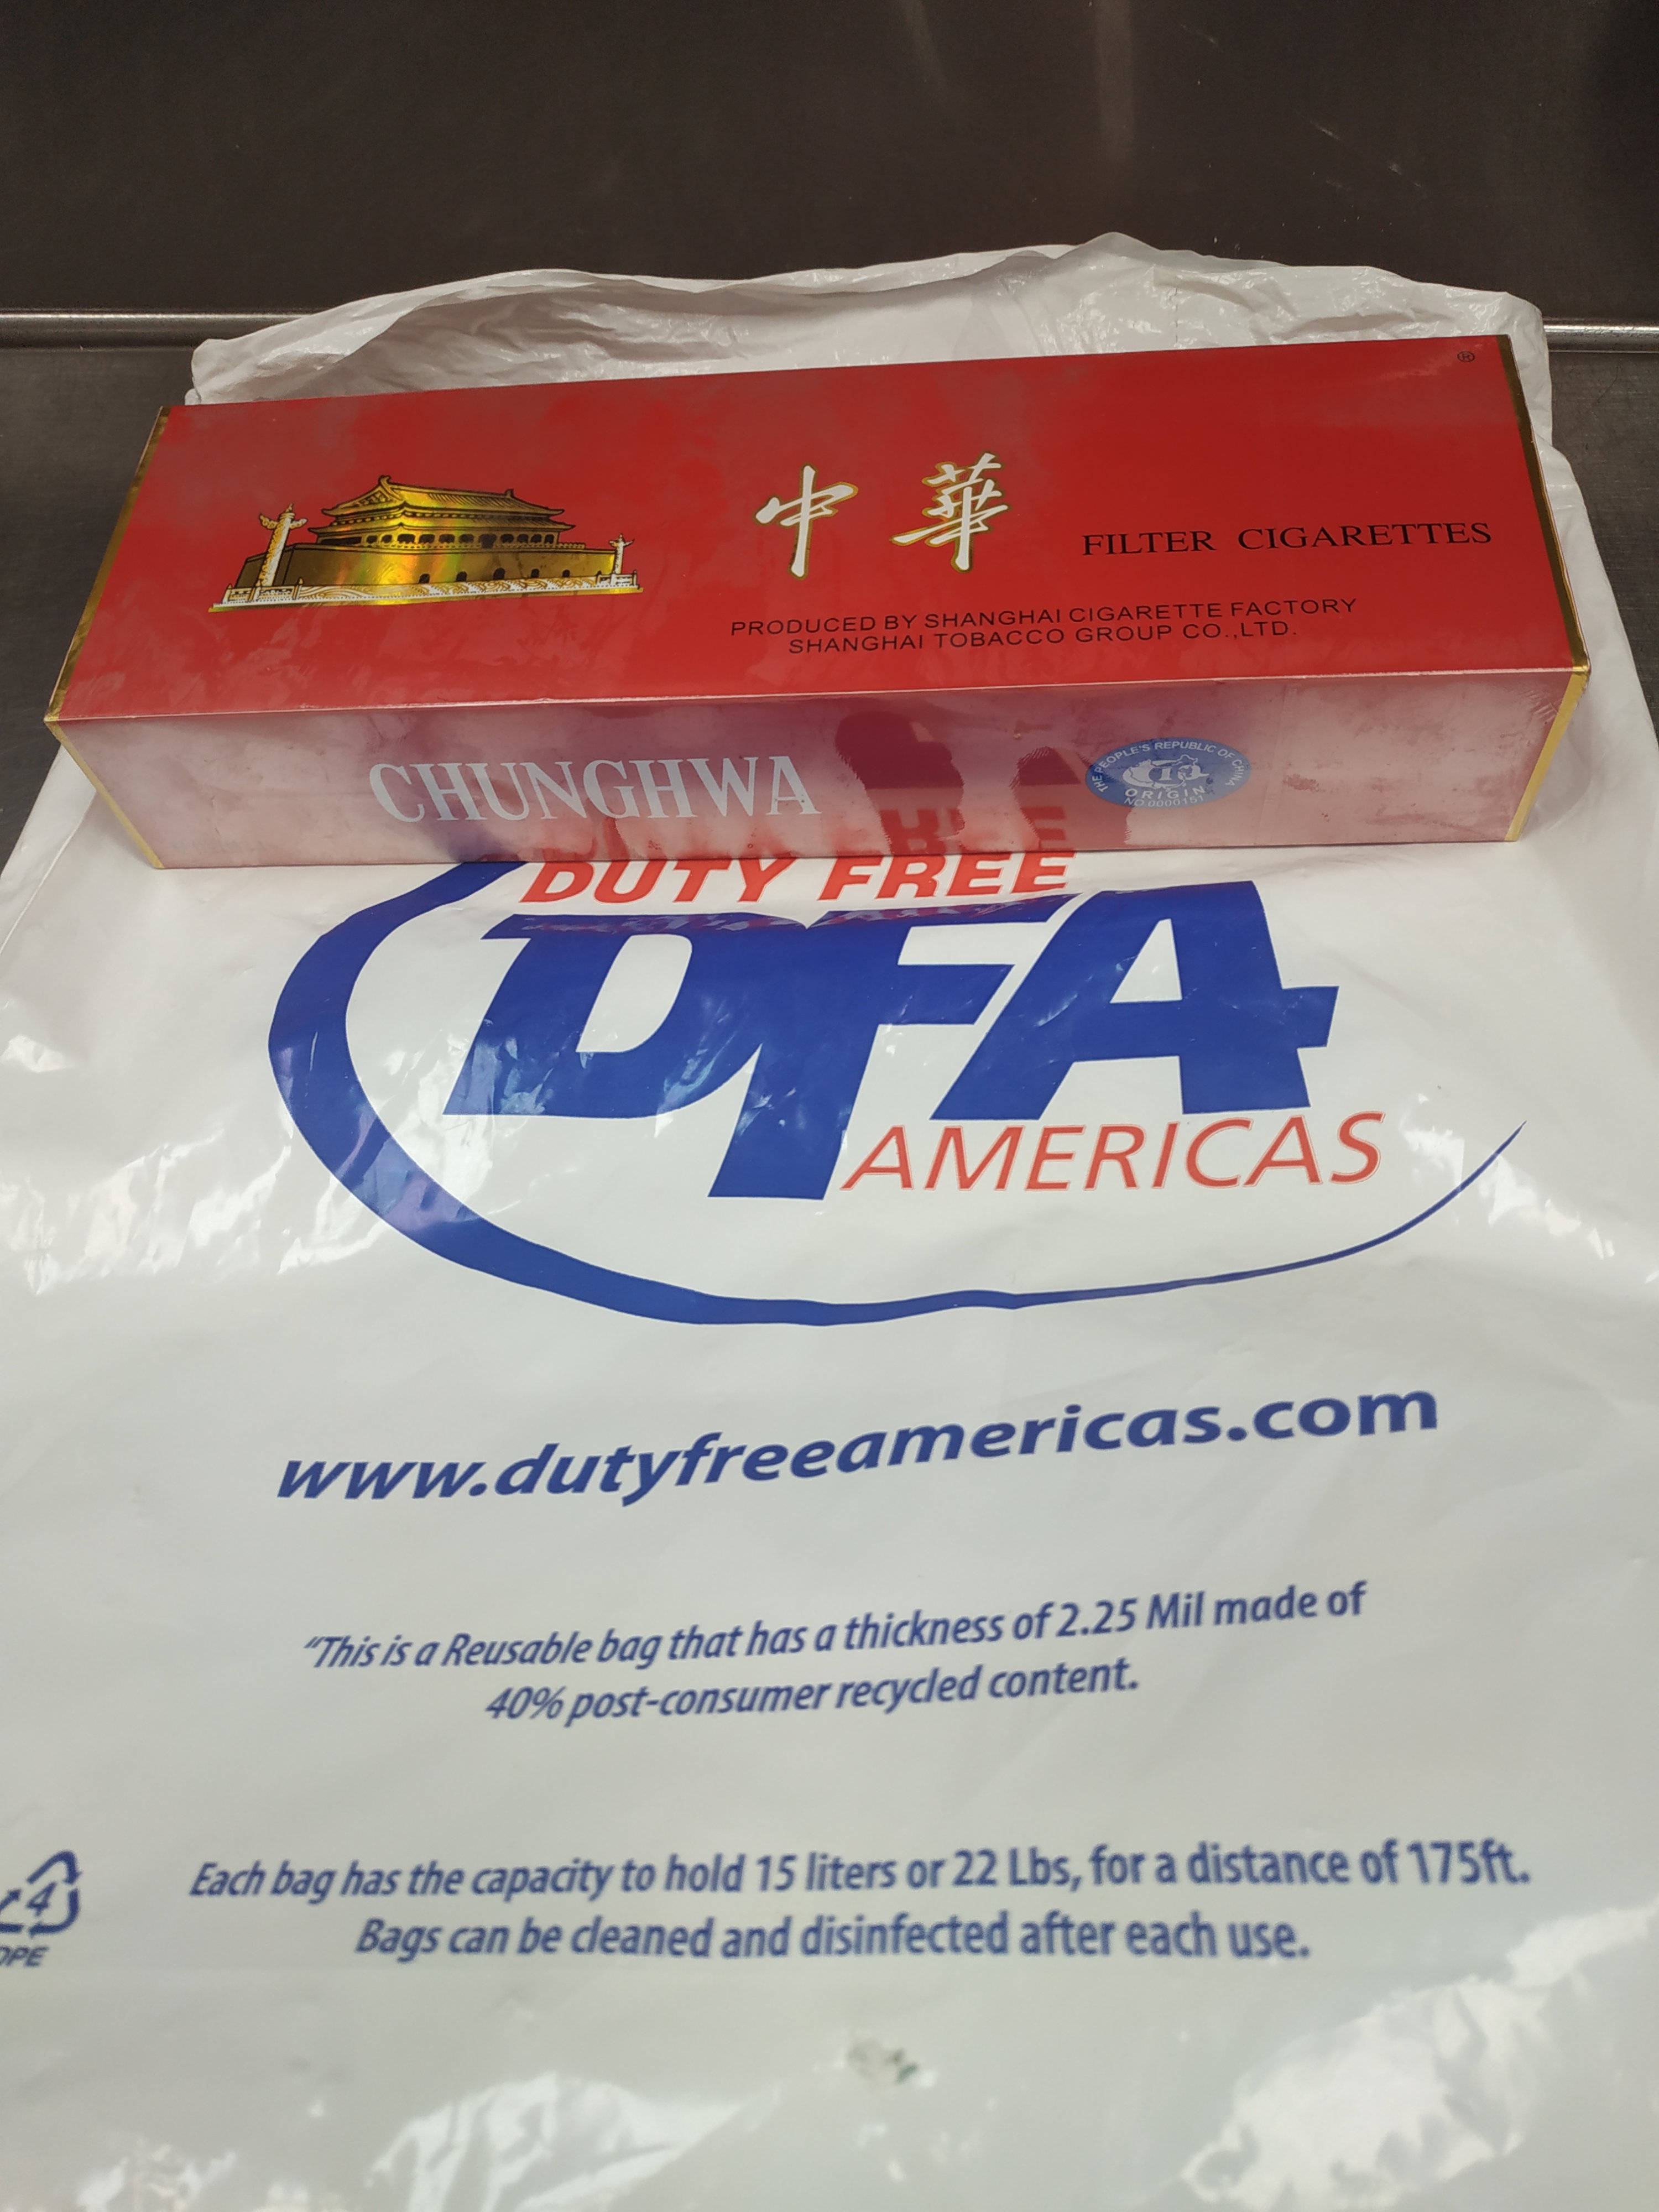 ®
中華 FILTER CIGARETTES
PRODUCED BY SHANGHAI CIGARETTE FACTORY
SHANGHAI TOBACCO GROUP CO.,LTD.
CHUNGHWA
THE PEOPLE'S REPUBLIC OF CHINA
ORIGIN
NO.0000151
DUTY FREE
DFA
AMERICAS
www.dutyfreeamericas.com
"This is a Reusable bag that has a thickness of 2.25 Mil made of
40% post-consumer recycled content.
4
Each bag has the capacity to hold 15 liters or 22 Lbs, for a distance of 175ft.
Bags can be cleaned and disinfected after each use.